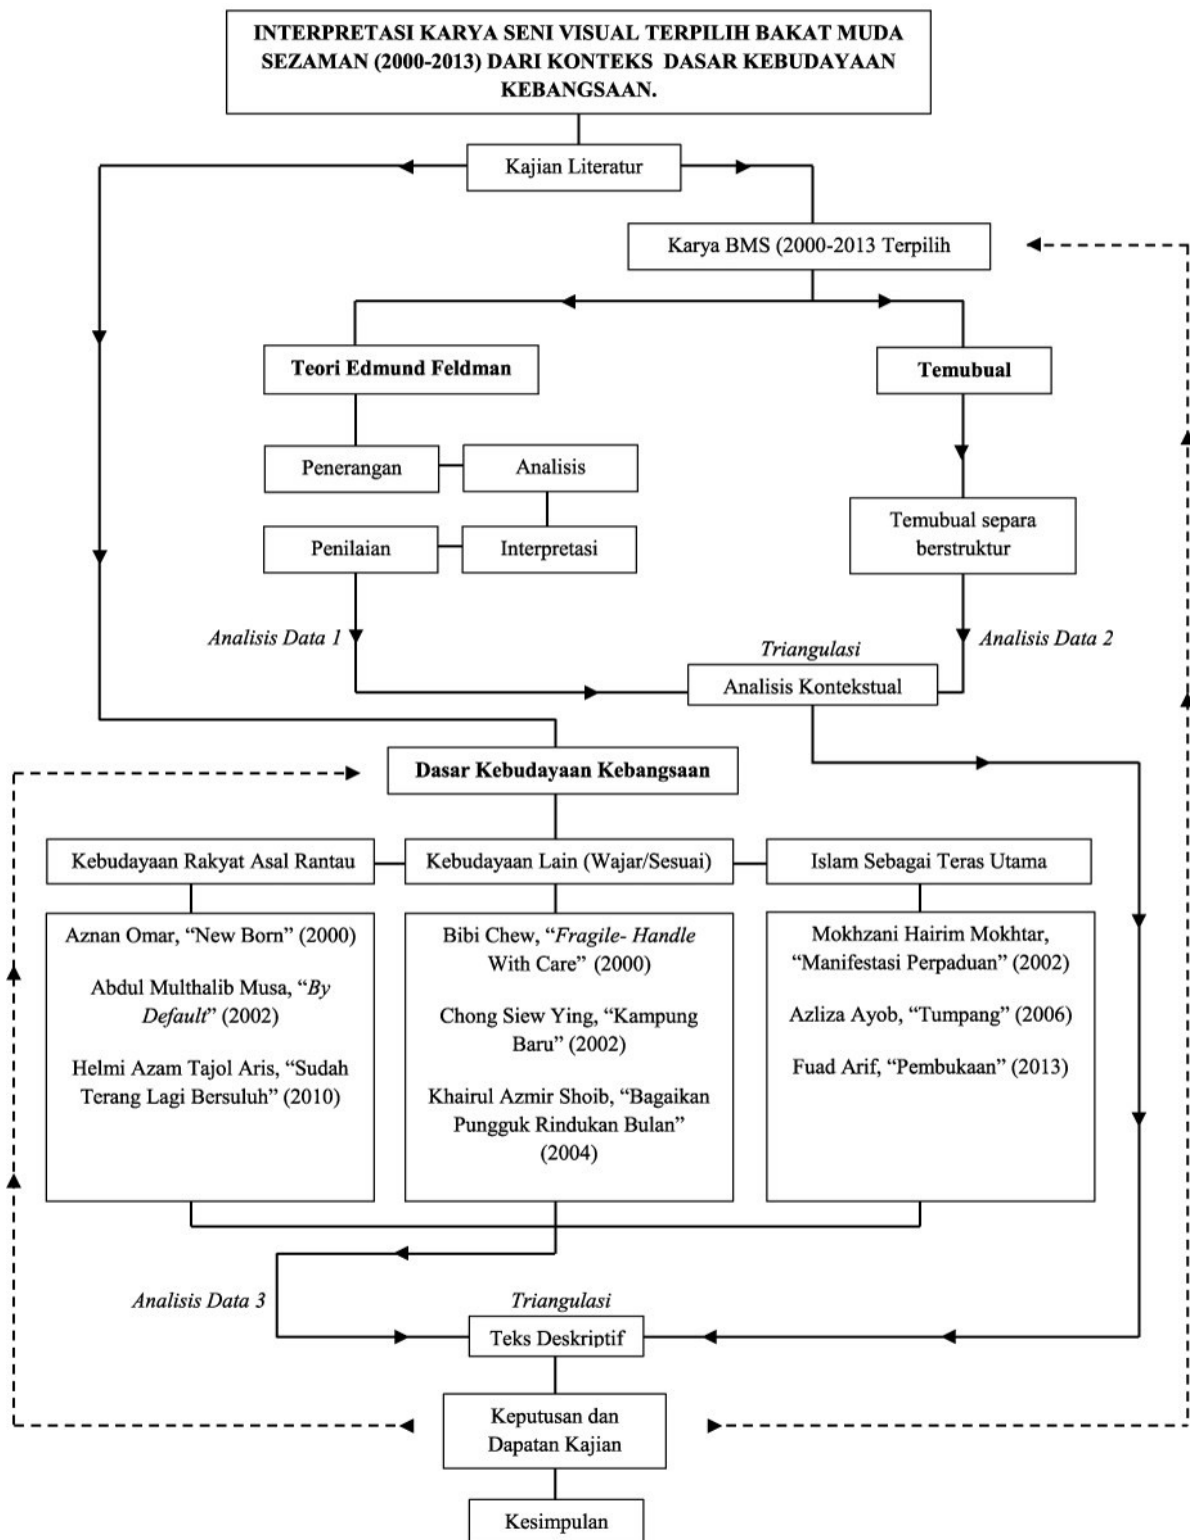 INTERPRETASI KARYA SENI VISUAL TERPILIH BAKAT MUDA
SEZAMAN (2000-2013) DARI KONTEKS DASAR KEBUDAYAAN
KEBANGSAAN.
Kajian Literatur
Karya BMS (2000-2013 Terpilih
Teori Edmund Feldman
Temubual
Penerangan
Analisis
Temubual separa
berstruktur
Penilaian
Interpretasi
Analisis Data 1
Triangulasi
Analisis Data 2
Analisis Kontekstual
Dasar Kebudayaan Kebangsaan
Kebudayaan Rakyat Asal Rantau
Kebudayaan Lain (Wajar/Sesuai)
Islam Sebagai Teras Utama
Aznan Omar, “New Born” (2000)
Abdul Multhalib Musa, “By
Default” (2002)
Helmi Azam Tajol Aris, “Sudah
Terang Lagi Bersuluh” (2010)
Bibi Chew, “Fragile- Handle
With Care” (2000)
Chong Siew Ying, “Kampung
Baru” (2002)
Khairul Azmir Shoib, “Bagaikan
Pungguk Rindukan Bulan”
(2004)
Mokhzani Hairim Mokhtar,
“Manifestasi Perpaduan” (2002)
Azliza Ayob, “Tumpang” (2006)
Fuad Arif, “Pembukaan” (2013)
Analisis Data 3
Triangulasi
Teks Deskriptif
Keputusan dan
Dapatan Kajian
Kesimpulan